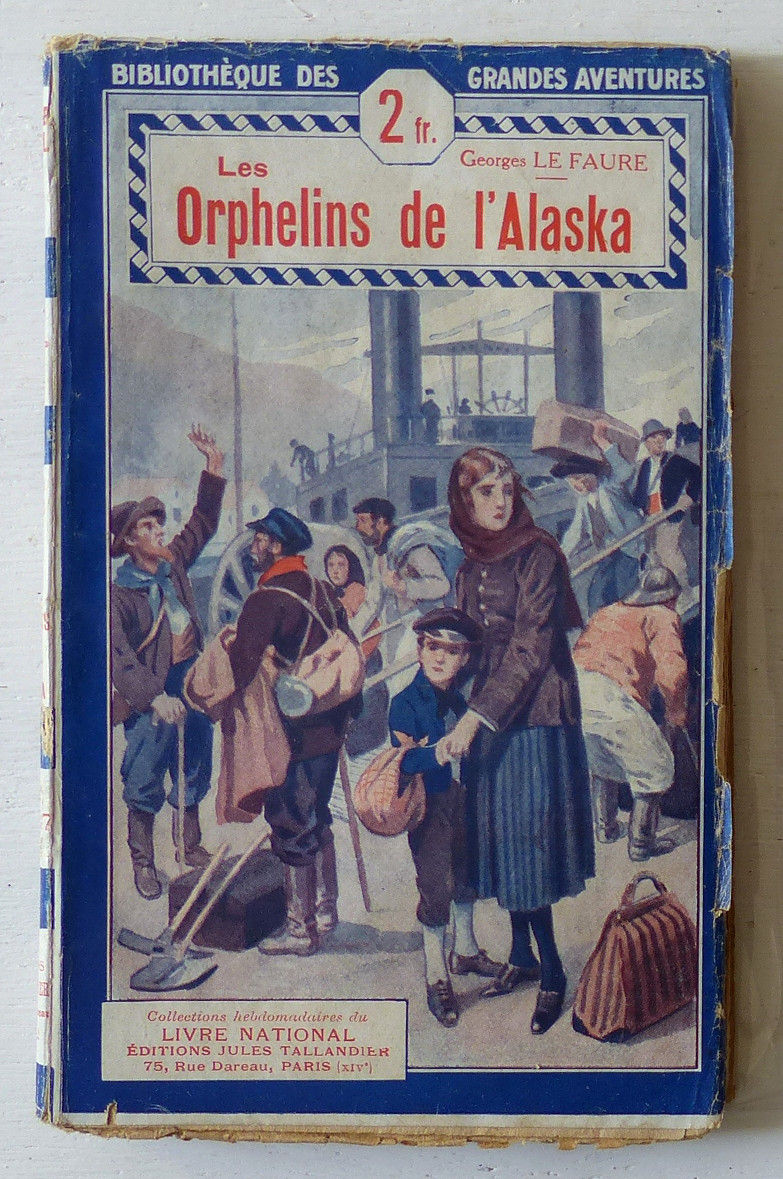 BIBLIOTHÈQUE DES GRANDES AVENTURES
2 fr.
Georges LE FAURE
Les
Orphelins de l'Alaska
Collections hebdomadaires du
LIVRE NATIONAL
ÉDITIONS JULES TALLANDIER
75, Rue Dareau, PARIS (XIVe)